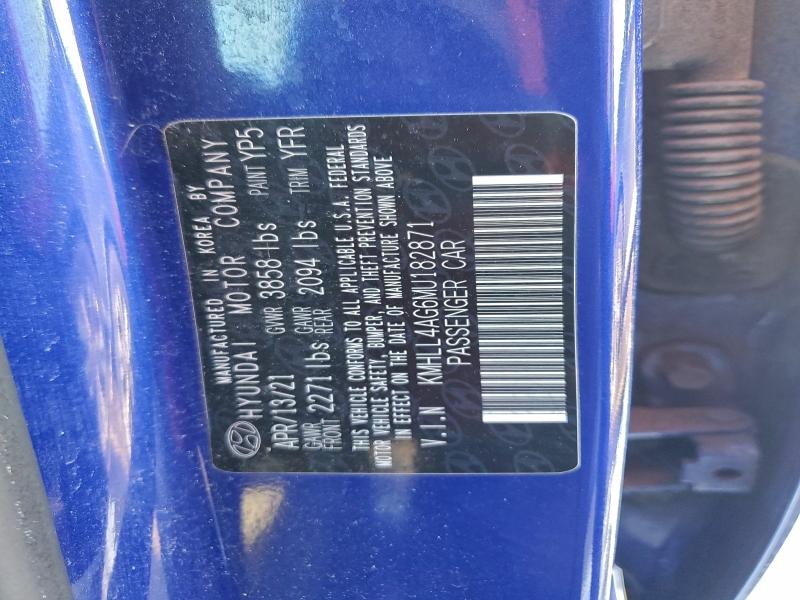 MANUFACTURED IN KOREA BY
HYUNDAI MOTOR COMPANY
APR/13/21 GVWR 3858 lbs PAINT YP5
GAWR FRONT 2271 lbs GAWR REAR 2094 lbs TRIM YFR
THIS VEHICLE CONFORMS TO ALL APPLICABLE U.S.A. FEDERAL
MOTOR VEHICLE SAFETY, BUMPER, AND THEFT PREVENTION STANDARDS
IN EFFECT ON THE DATE OF MANUFACTURE SHOWN ABOVE
V.I.N KMHLL4AG6MU182871
PASSENGER CAR